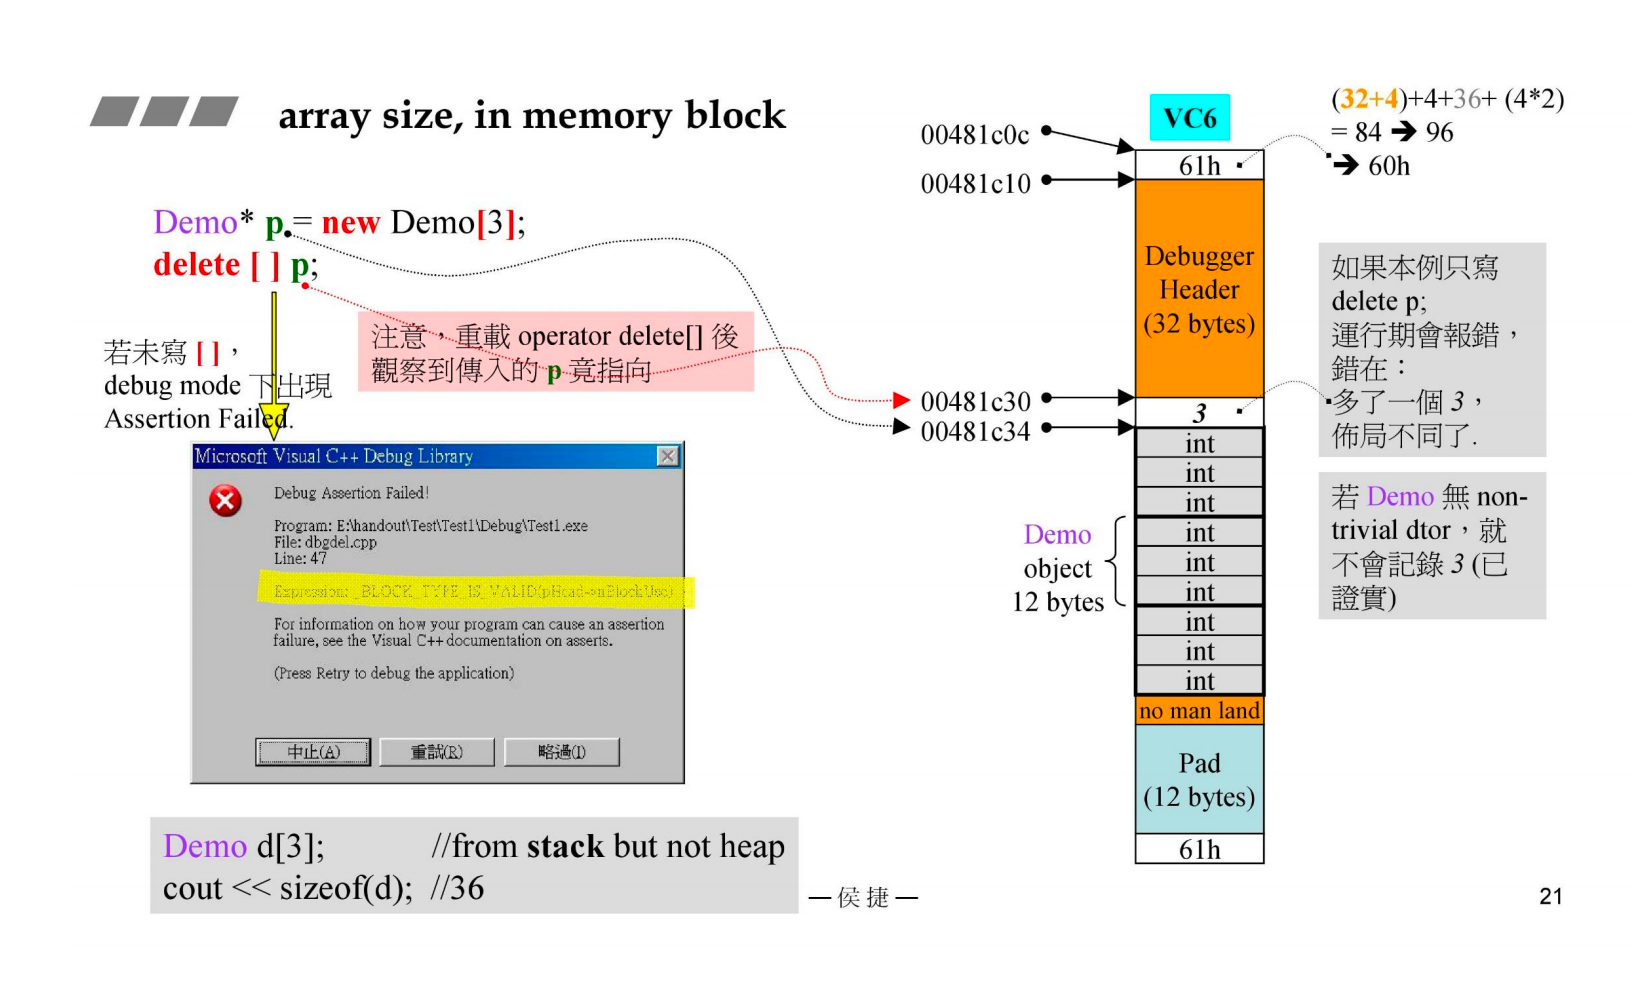 array size, in memory block
Demo* p = new Demo[3];
delete [ ] p;
若未寫 [ ]，
debug mode 下出現
Assertion Failed.
注意，重載 operator delete[] 後
觀察到傳入的 p 竟指向
Microsoft Visual C++ Debug Library
Debug Assertion Failed!
Program: E:\handout\Test\Test1\Debug\Test1.exe
File: dbgdel.cpp
Line: 47
Expression: _BLOCK_TYPE_IS_VALID(pHead->nBlockUse)
For information on how your program can cause an assertion
failure, see the Visual C++ documentation on asserts.
(Press Retry to debug the application)
中止(A)
重試(R)
略過(I)
Demo d[3]; //from stack but not heap
cout << sizeof(d); //36
VC6
00481c0c
00481c10
00481c30
00481c34
61h
Debugger
Header
(32 bytes)
3
int
int
int
int
int
int
int
int
int
no man land
Pad
(12 bytes)
61h
Demo
object
12 bytes
(32+4)+4+36+ (4*2)
= 84 ➔ 96
➔ 60h
如果本例只寫
delete p;
運行期會報錯，
錯在：
多了一個 3，
佈局不同了.
若 Demo 無 non-
trivial dtor，就
不會記錄 3 (已
證實)
— 侯 捷 —
21